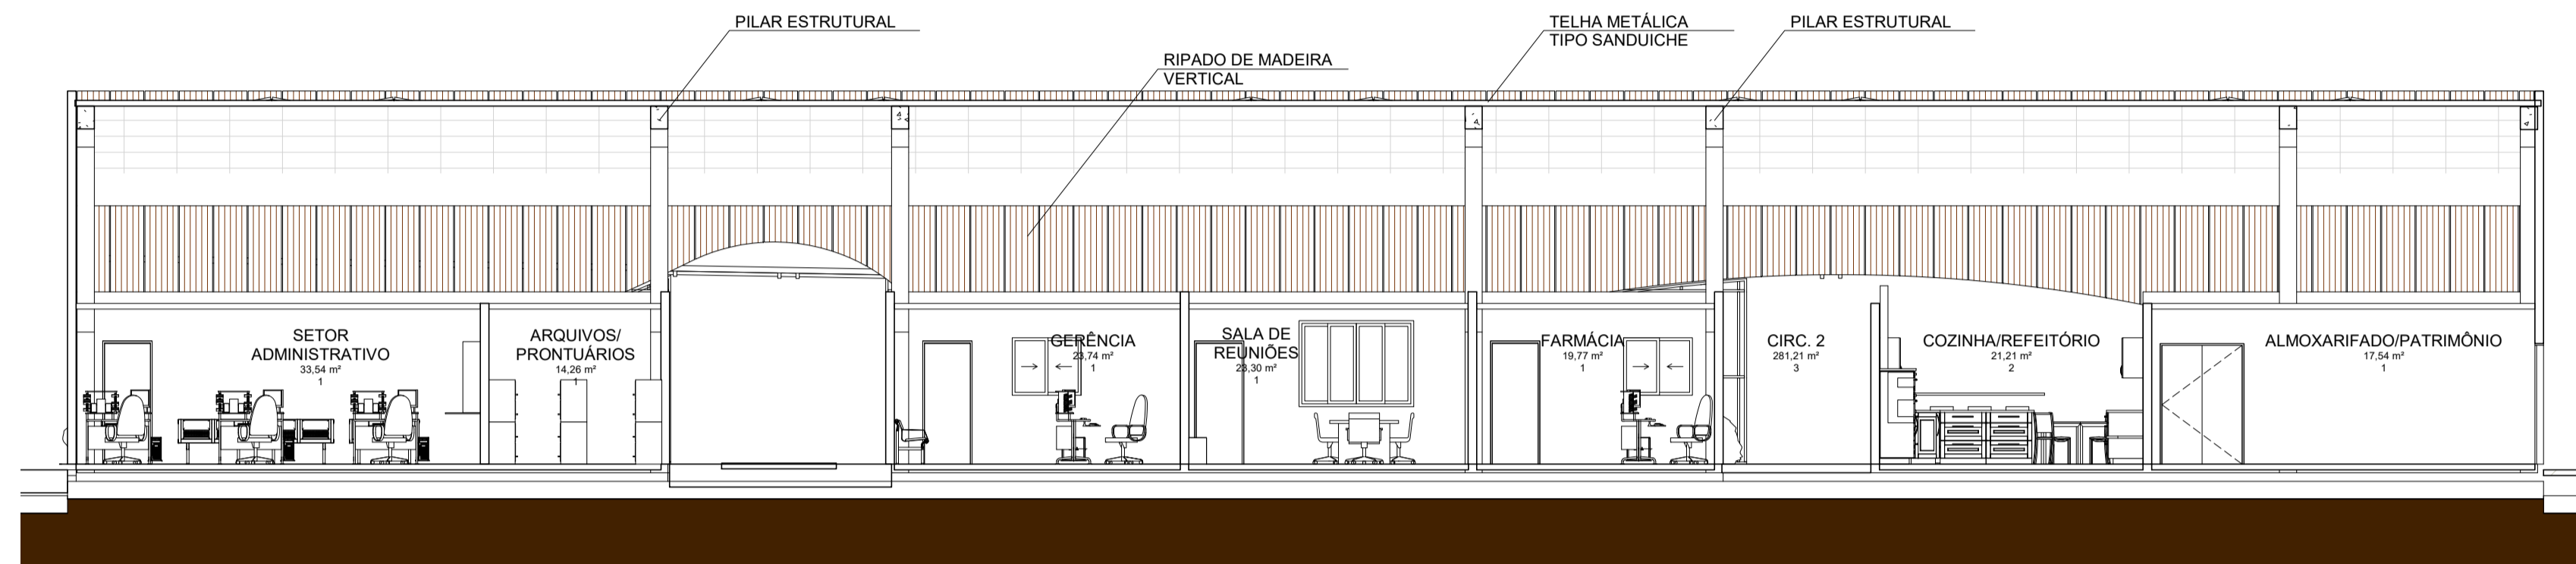 PILAR ESTRUTURAL
TELHA METÁLICA
TIPO SANDUICHE
PILAR ESTRUTURAL
RIPADO DE MADEIRA
VERTICAL
SETOR
ADMINISTRATIVO
33,54 m²
1
ARQUIVOS/
PRONTUÁRIOS
14,26 m²
1
GERÊNCIA
23,74 m²
1
SALA DE
REUNIÕES
23,30 m²
1
FARMÁCIA
19,77 m²
1
CIRC. 2
281,21 m²
3
COZINHA/REFEITÓRIO
21,21 m²
2
ALMOXARIFADO/PATRIMÔNIO
17,54 m²
1